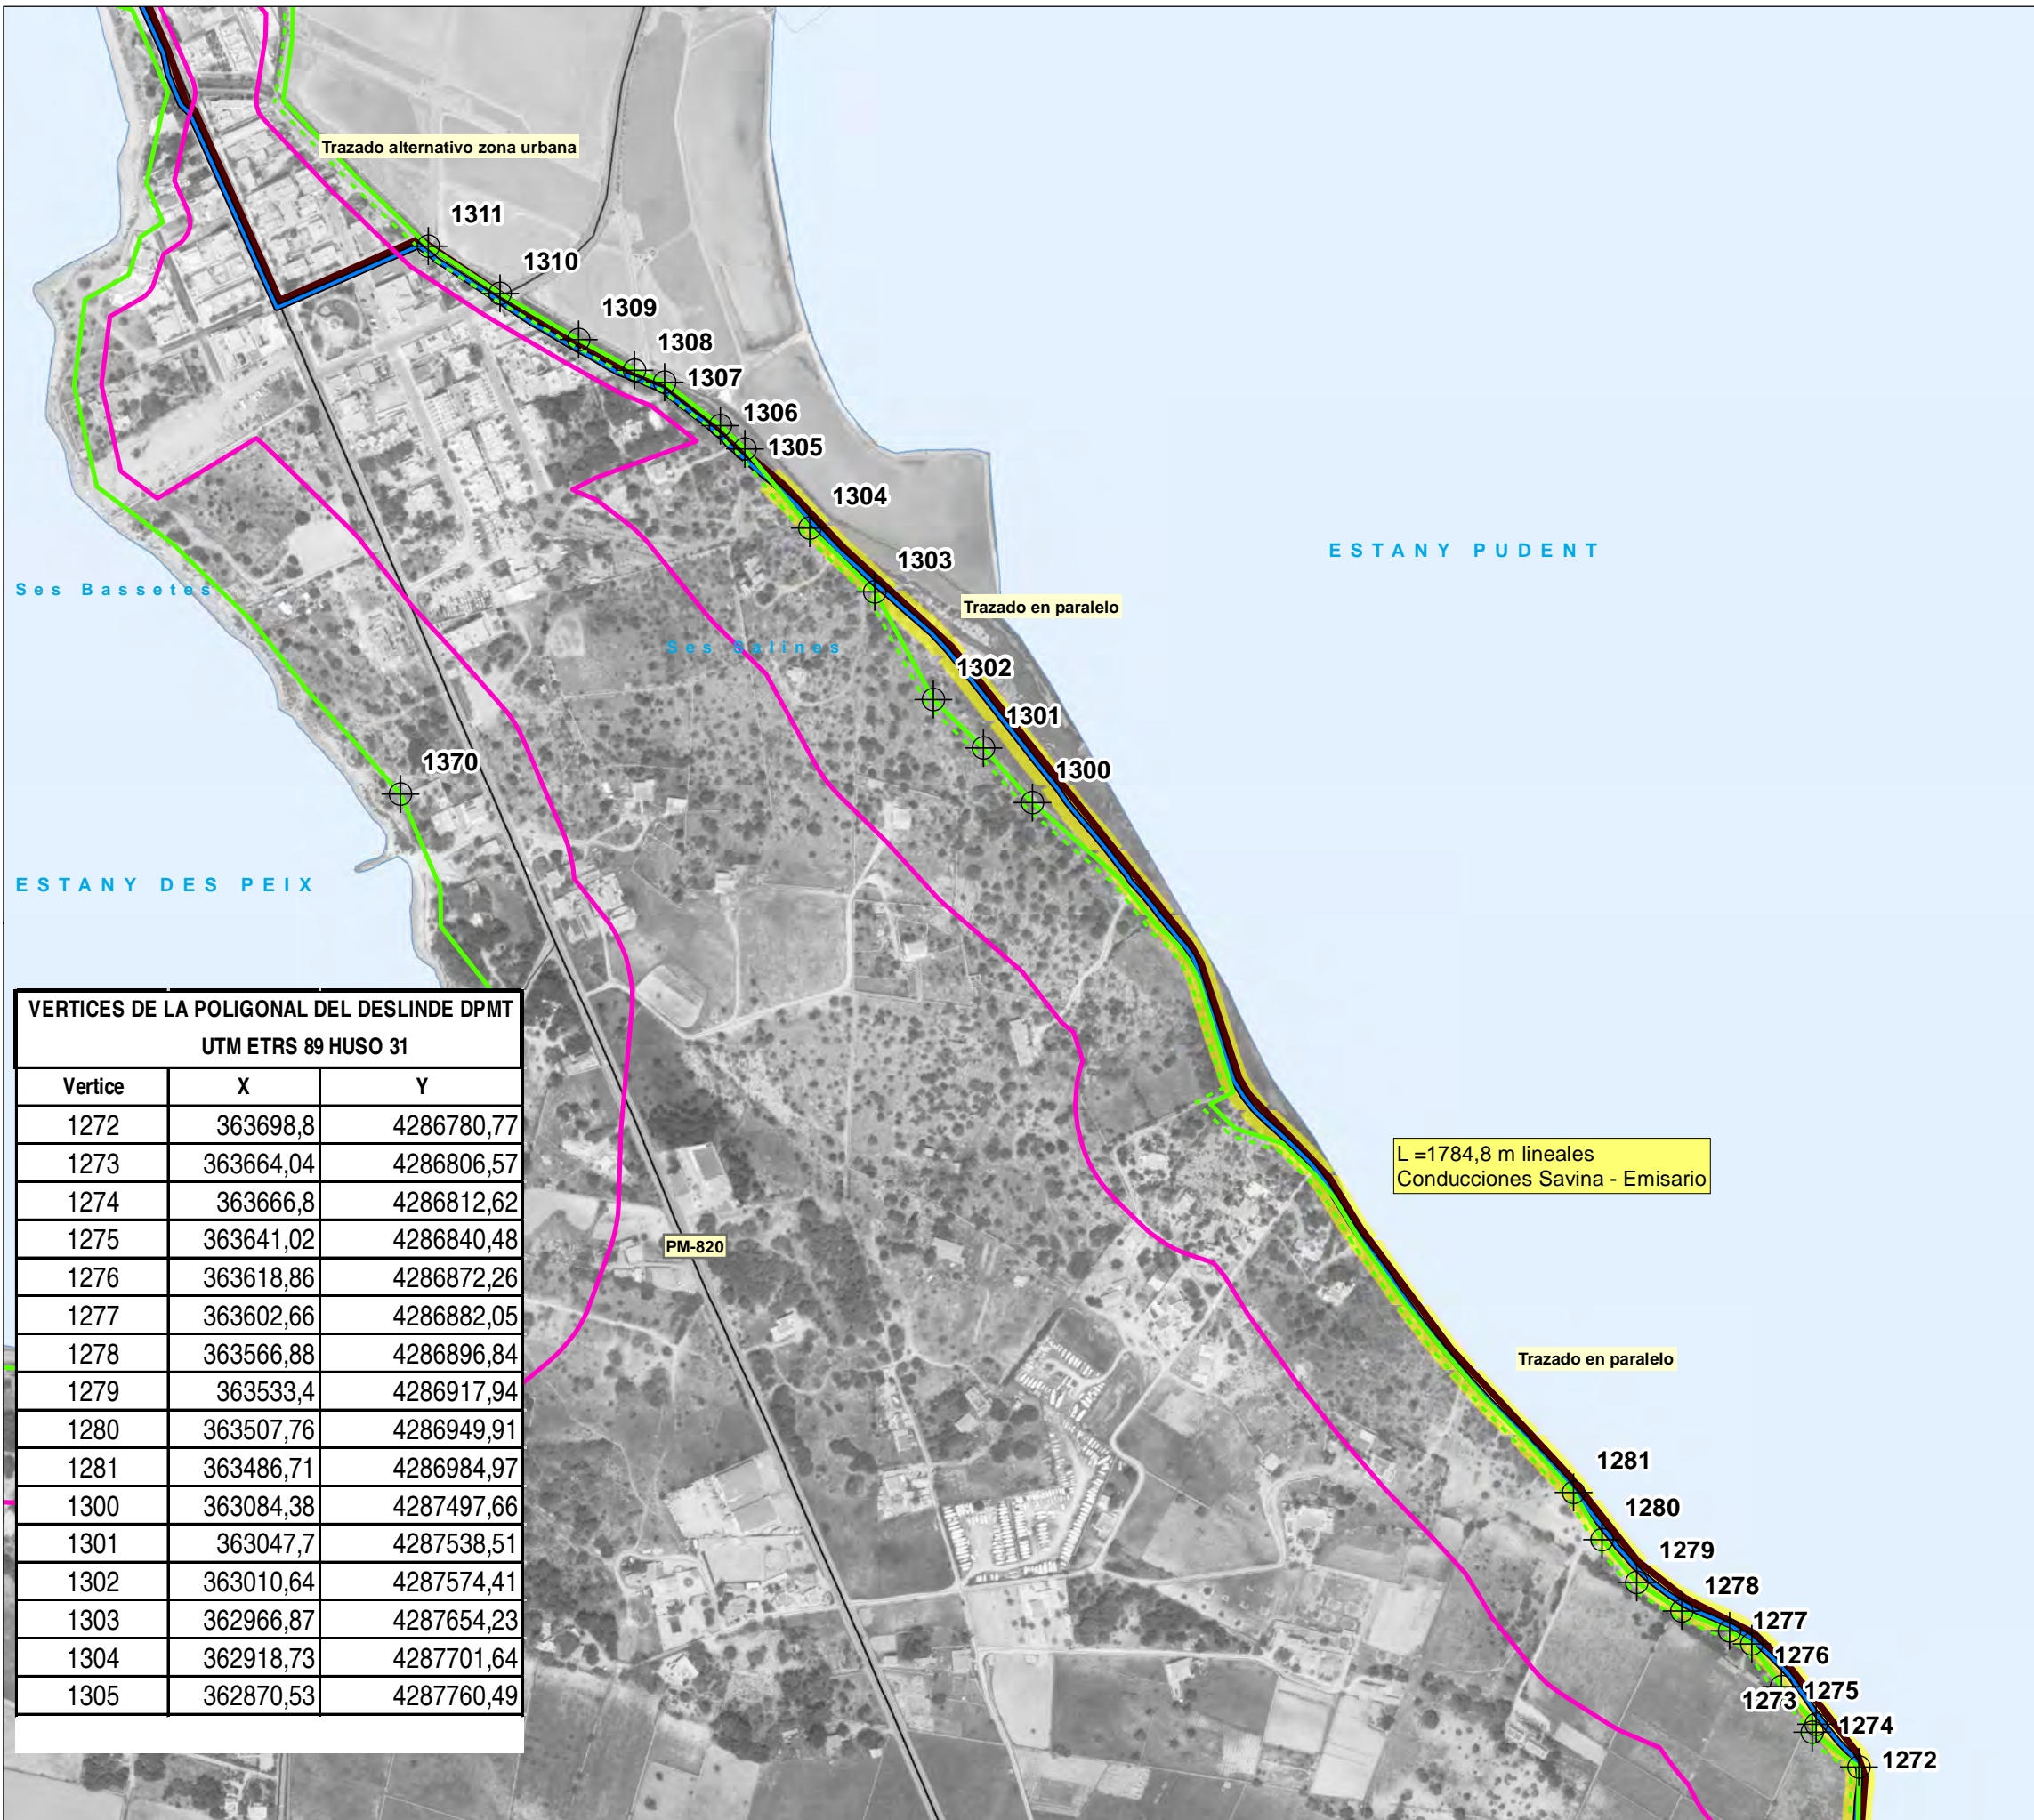 Trazado alternativo zona urbana
1311
1310
1309
1308
1307
1306
1305
1304
1303
ESTANY PUDENT
Ses Bassetes
Trazado en paralelo
Ses Salines
1302
1301
1370
1300
ESTANY DES PEIX
VERTICES DE LA POLIGONAL DEL DESLINDE DPMT
UTM ETRS 89 HUSO 31
Vertice X Y
1272 363698,8 4286780,77
1273 363664,04 4286806,57
1274 363666,8 4286812,62
1275 363641,02 4286840,48
1276 363618,86 4286872,26
1277 363602,66 4286882,05
1278 363566,88 4286896,84
1279 363533,4 4286917,94
1280 363507,76 4286949,91
1281 363486,71 4286984,97
1300 363084,38 4287497,66
1301 363047,7 4287538,51
1302 363010,64 4287574,41
1303 362966,87 4287654,23
1304 362918,73 4287701,64
1305 362870,53 4287760,49
L =1784,8 m lineales
Conducciones Savina - Emisario
PM-820
Trazado en paralelo
1281
1280
1279
1278
1277
1276
1275
1273
1274
1272